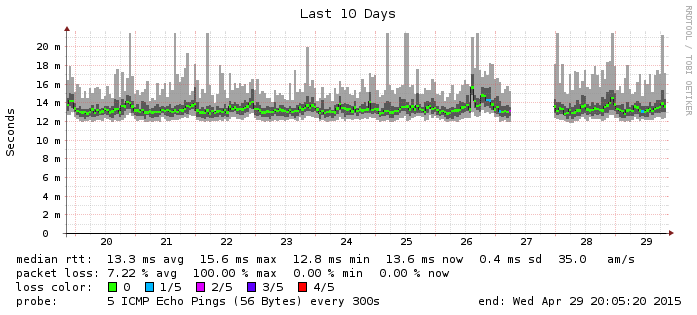 Last 10 Days
RRDTOOL / TOBI OETIKER
Seconds
20 m
18 m
16 m
14 m
12 m
10 m
8 m
6 m
4 m
2 m
0
20 21 22 23 24 25 26 27 28 29
median rtt: 13.3 ms avg 15.6 ms max 12.8 ms min 13.6 ms now 0.4 ms sd 35.0 am/s
packet loss: 7.22 % avg 100.00 % max 0.00 % min 0.00 % now
loss color: 0 1/5 2/5 3/5 4/5
probe: 5 ICMP Echo Pings (56 Bytes) every 300s end: Wed Apr 29 20:05:20 2015